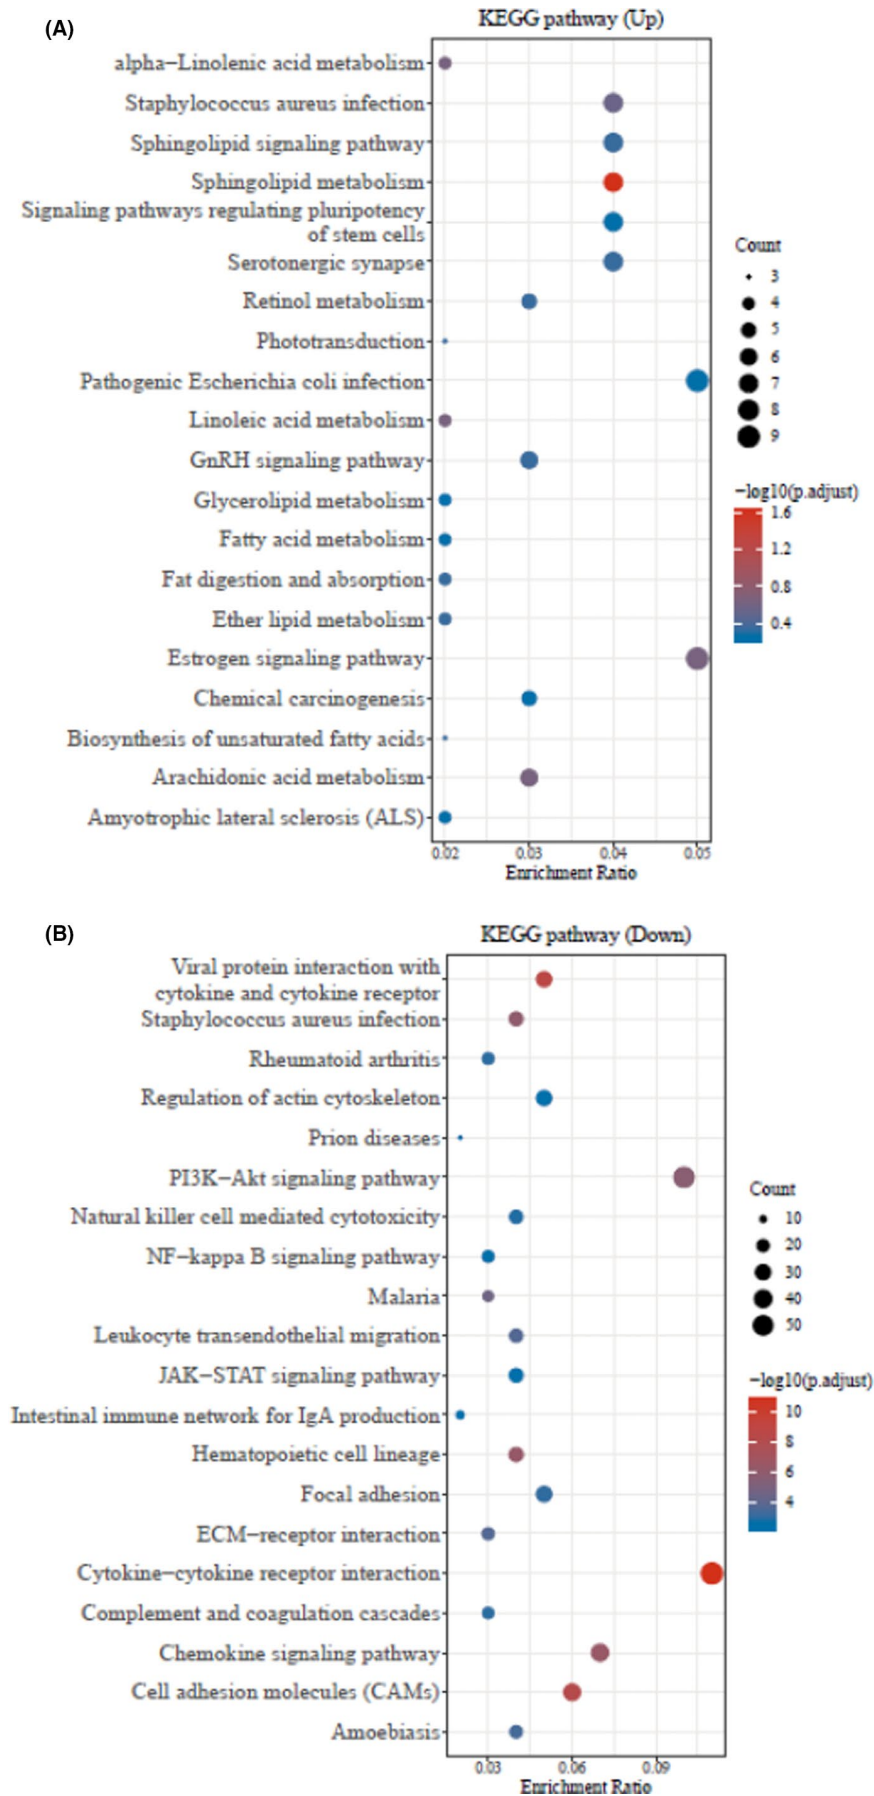 (A)
KEGG pathway (Up)
alpha−Linolenic acid metabolism
Staphylococcus aureus infection
Sphingolipid signaling pathway
Sphingolipid metabolism
Signaling pathways regulating pluripotency
of stem cells
Serotonergic synapse
Retinol metabolism
Phototransduction
Pathogenic Escherichia coli infection
Linoleic acid metabolism
GnRH signaling pathway
Glycerolipid metabolism
Fatty acid metabolism
Fat digestion and absorption
Ether lipid metabolism
Estrogen signaling pathway
Chemical carcinogenesis
Biosynthesis of unsaturated fatty acids
Arachidonic acid metabolism
Amyotrophic lateral sclerosis (ALS)
0.02 0.03 0.04 0.05
Enrichment Ratio
Count
3
4
5
6
7
8
9
−log10(p.adjust)
1.6
1.2
0.8
0.4
(B)
KEGG pathway (Down)
Viral protein interaction with
cytokine and cytokine receptor
Staphylococcus aureus infection
Rheumatoid arthritis
Regulation of actin cytoskeleton
Prion diseases
PI3K−Akt signaling pathway
Natural killer cell mediated cytotoxicity
NF−kappa B signaling pathway
Malaria
Leukocyte transendothelial migration
JAK−STAT signaling pathway
Intestinal immune network for IgA production
Hematopoietic cell lineage
Focal adhesion
ECM−receptor interaction
Cytokine−cytokine receptor interaction
Complement and coagulation cascades
Chemokine signaling pathway
Cell adhesion molecules (CAMs)
Amoebiasis
0.03 0.06 0.09
Enrichment Ratio
Count
10
20
30
40
50
−log10(p.adjust)
10
8
6
4